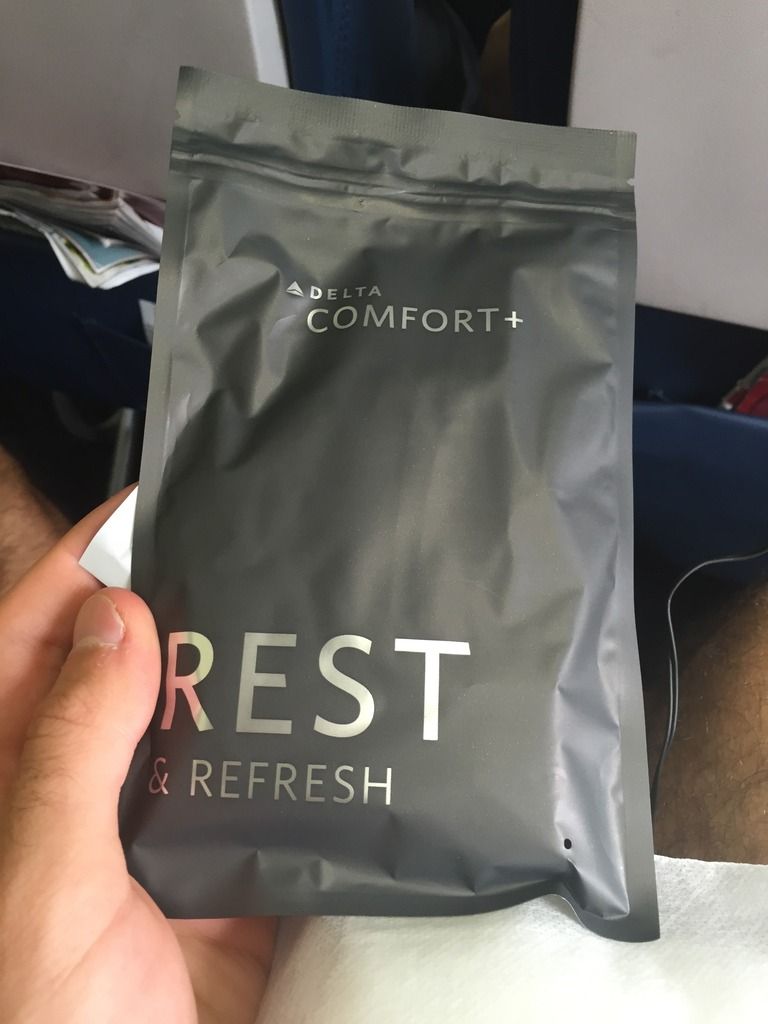 DELTA
COMFORT+
REST
& REFRESH